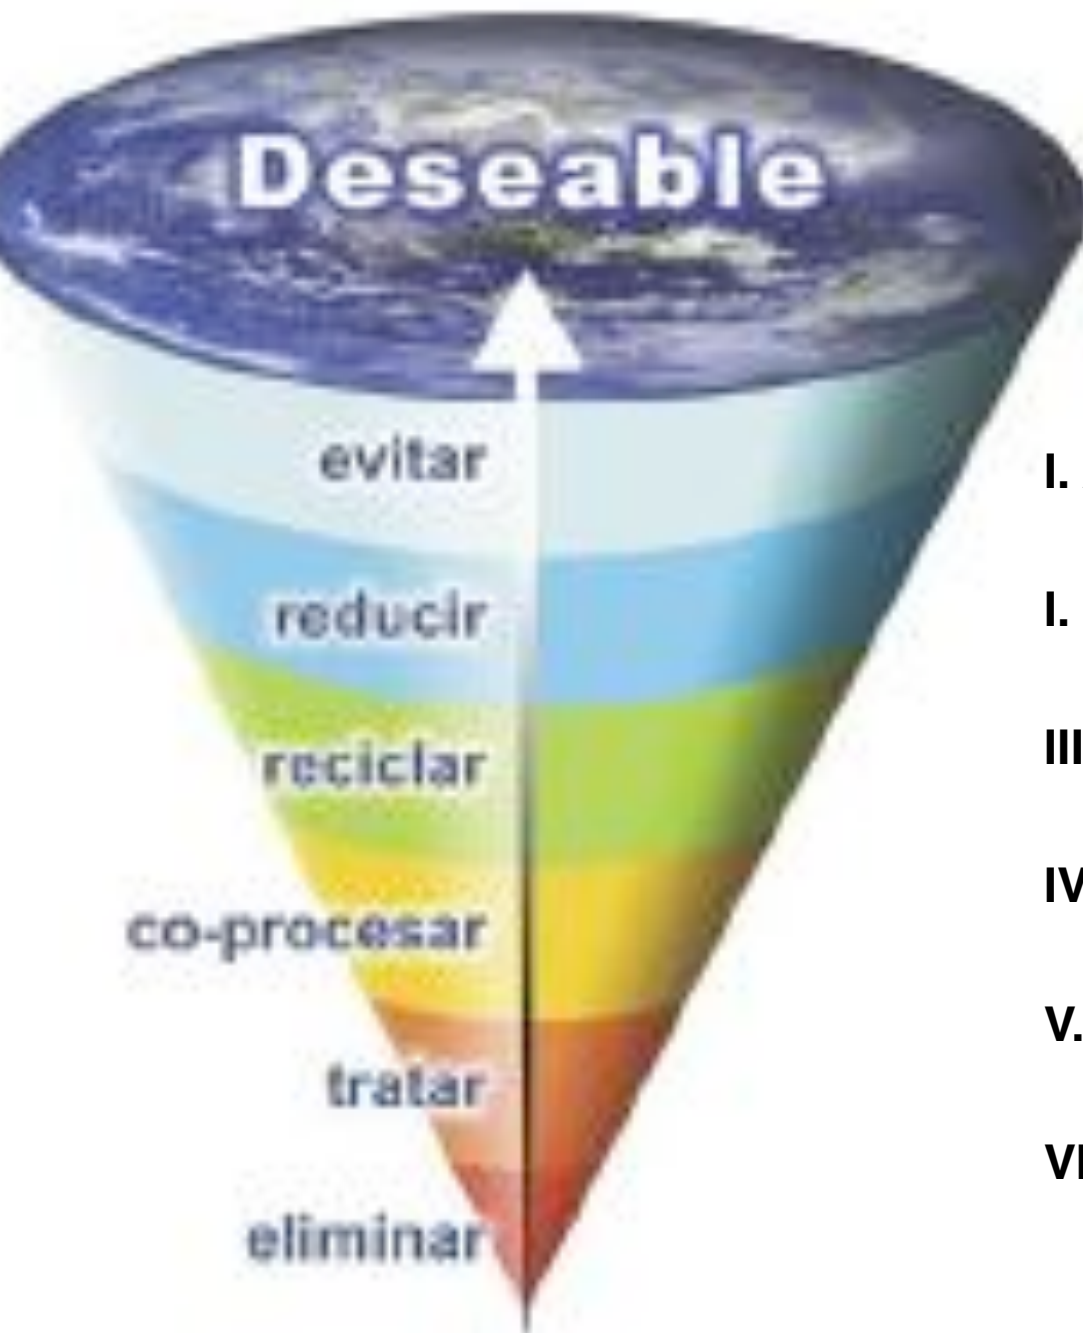 Deseable
evitar
I.
reducir
I.
reciclar
III
co-procesar
IV
tratar
V.
eliminar
VI